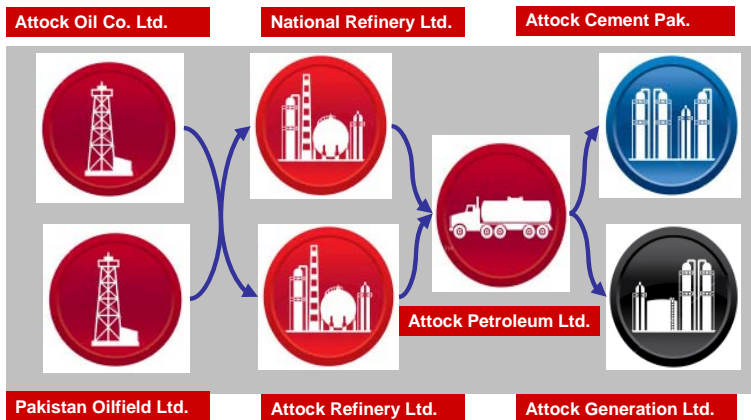 Attock Oil Co. Ltd.
National Refinery Ltd.
Attock Cement Pak.
Attock Petroleum Ltd.
Pakistan Oilfield Ltd.
Attock Refinery Ltd.
Attock Generation Ltd.